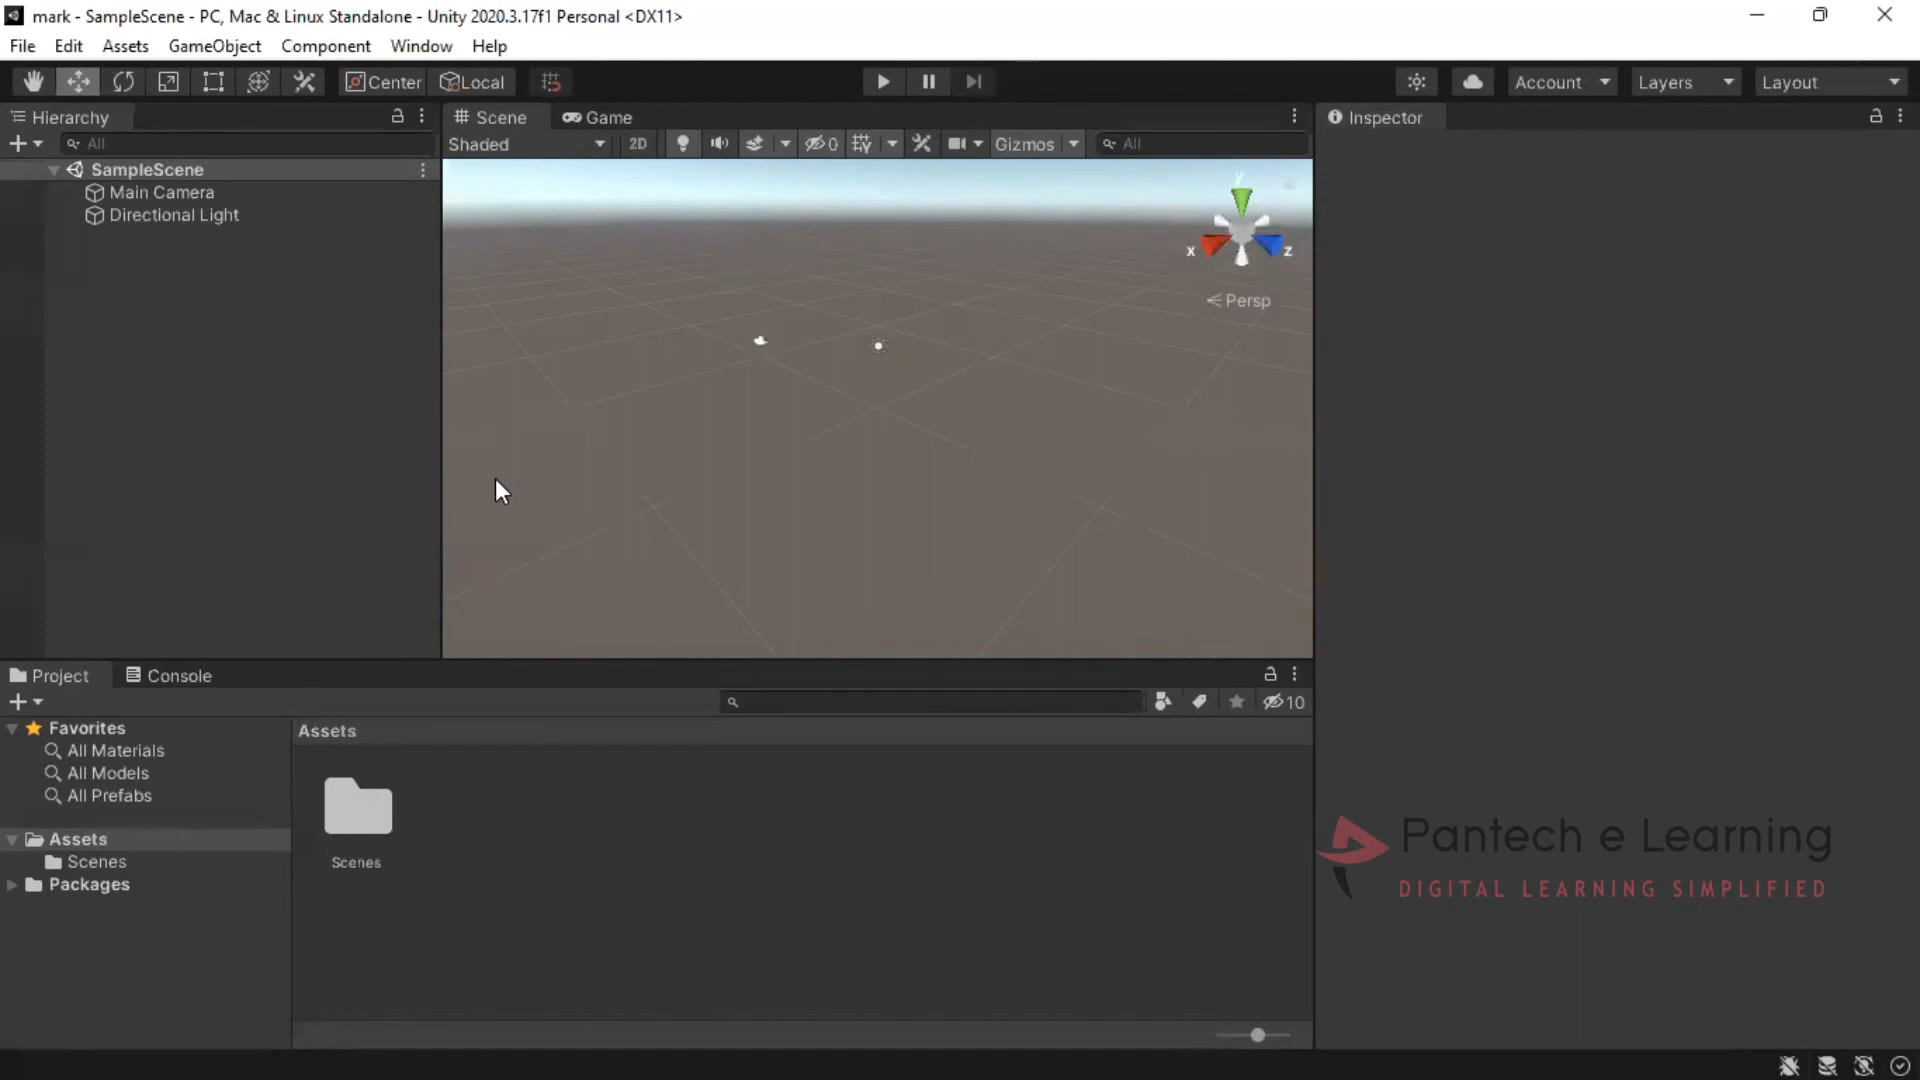 mark - SampleScene - PC, Mac & Linux Standalone - Unity 2020.3.17f1 Personal <DX11>
File Edit Assets GameObject Component Window Help
Center Local Account Layers Layout
Hierarchy
All
SampleScene
Main Camera
Directional Light
Scene Game
Shaded 2D 0 Gizmos All
y
x z
Persp
Inspector
Project Console
10
Favorites
All Materials
All Models
All Prefabs
Assets
Scenes
Packages
Assets
Scenes
Pantech e Learning
DIGITAL LEARNING SIMPLIFIED